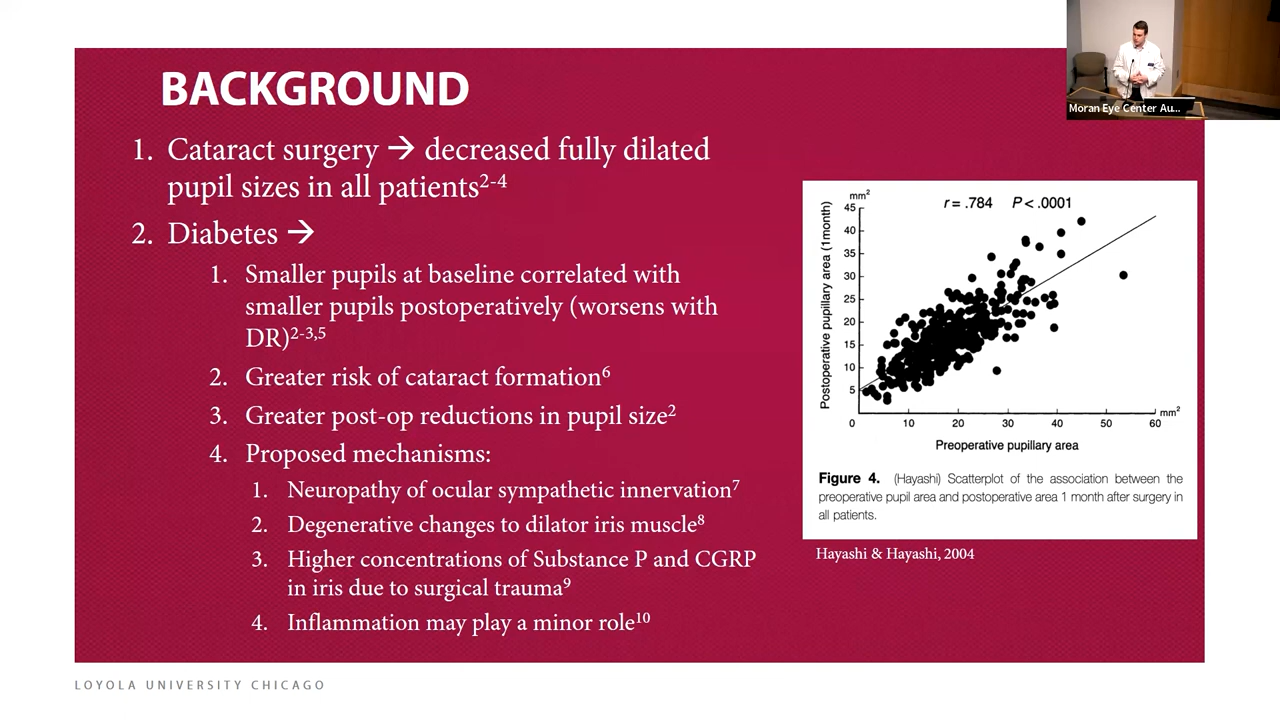 BACKGROUND
1. Cataract surgery → decreased fully dilated
pupil sizes in all patients2-4
2. Diabetes →
1. Smaller pupils at baseline correlated with
smaller pupils postoperatively (worsens with
DR)2-3,5
2. Greater risk of cataract formation6
3. Greater post-op reductions in pupil size2
4. Proposed mechanisms:
1. Neuropathy of ocular sympathetic innervation7
2. Degenerative changes to dilator iris muscle8
3. Higher concentrations of Substance P and CGRP
in iris due to surgical trauma9
4. Inflammation may play a minor role10
Moran Eye Center Au...
mm2
r = .784 P < .0001
Postoperative pupillary area (1month)
45
40
35
30
25
20
15
10
5
0 10 20 30 40 50 60
mm2
Preoperative pupillary area
Figure 4. (Hayashi) Scatterplot of the association between the
preoperative pupil area and postoperative area 1 month after surgery in
all patients.
Hayashi & Hayashi, 2004
LOYOLA UNIVERSITY CHICAGO